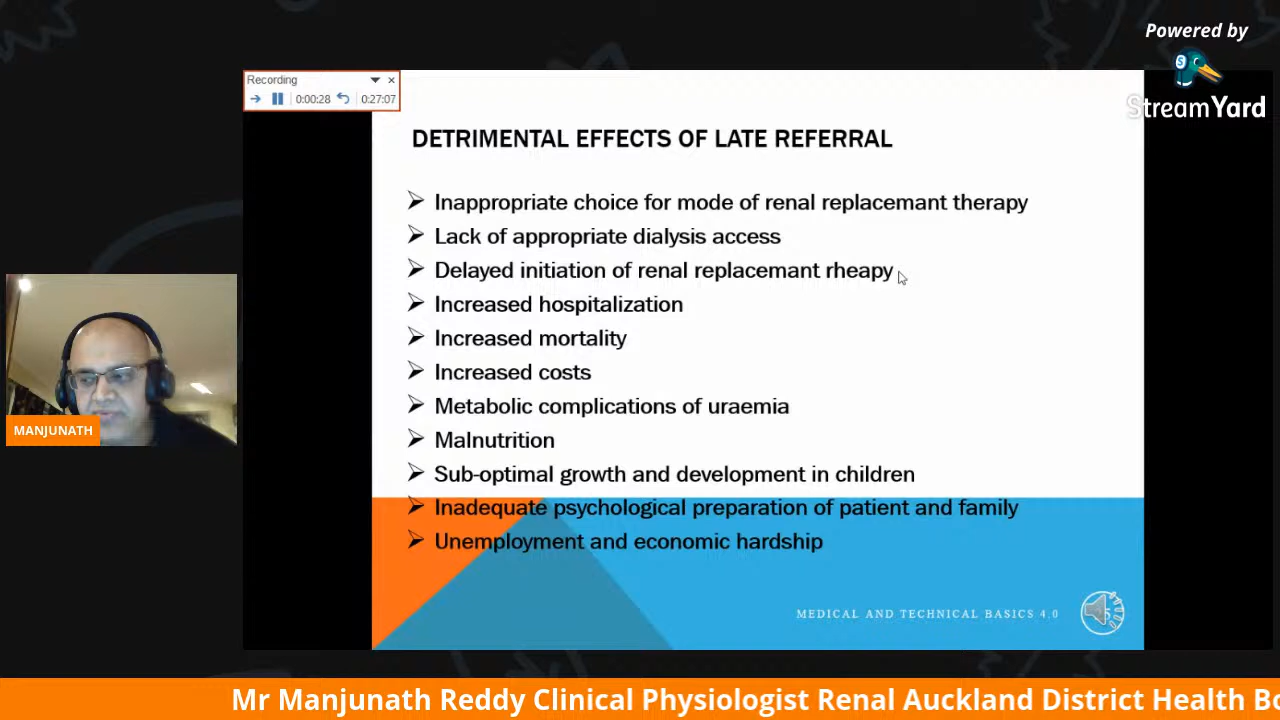 Powered by
StreamYard
Recording
0:00:28 0:27:07
DETRIMENTAL EFFECTS OF LATE REFERRAL
Inappropriate choice for mode of renal replacemant therapy
Lack of appropriate dialysis access
Delayed initiation of renal replacemant rheapy
Increased hospitalization
Increased mortality
Increased costs
Metabolic complications of uraemia
Malnutrition
Sub-optimal growth and development in children
Inadequate psychological preparation of patient and family
Unemployment and economic hardship
MANJUNATH
MEDICAL AND TECHNICAL BASICS 4.0
Mr Manjunath Reddy Clinical Physiologist Renal Auckland District Health